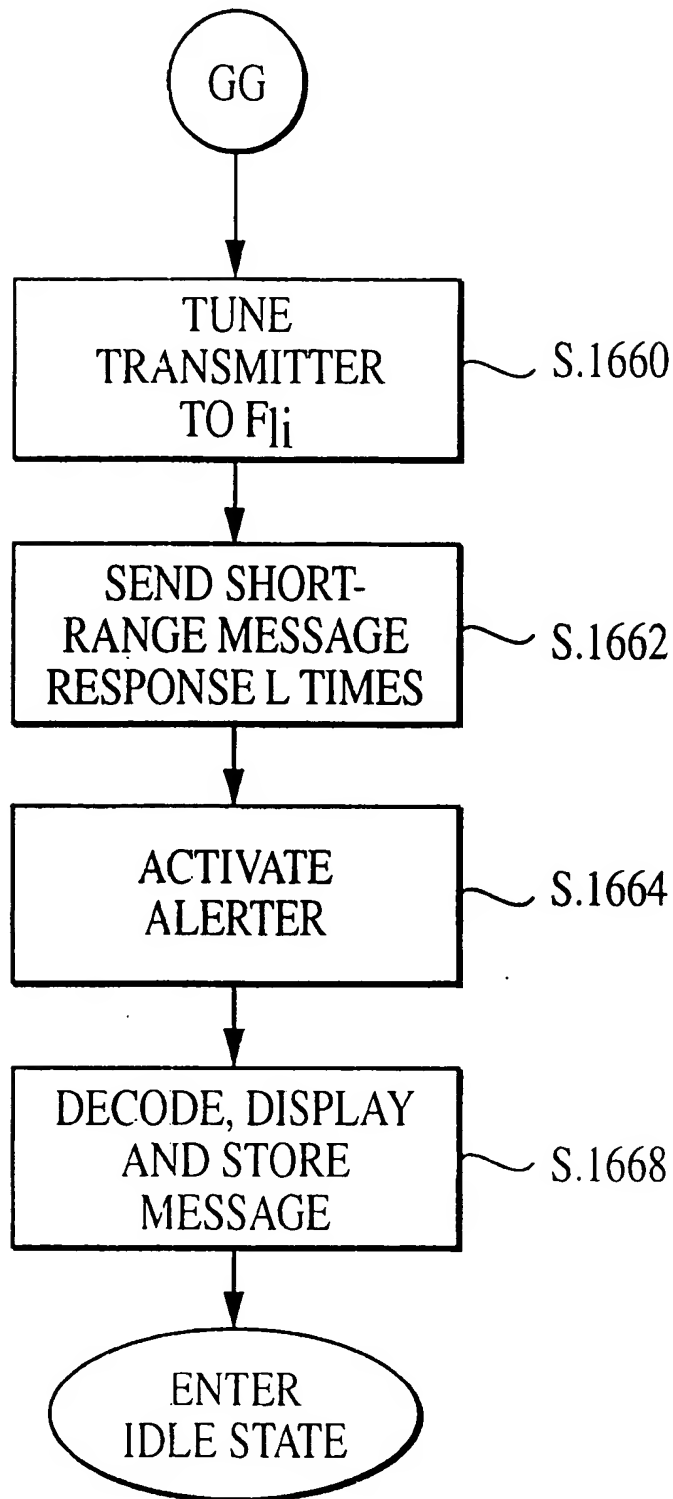 GG
TUNE
TRANSMITTER
TO Fli
S.1660
SEND SHORT-
RANGE MESSAGE
RESPONSE L TIMES
S.1662
ACTIVATE
ALERTER
S.1664
DECODE, DISPLAY
AND STORE
MESSAGE
S.1668
ENTER
IDLE STATE